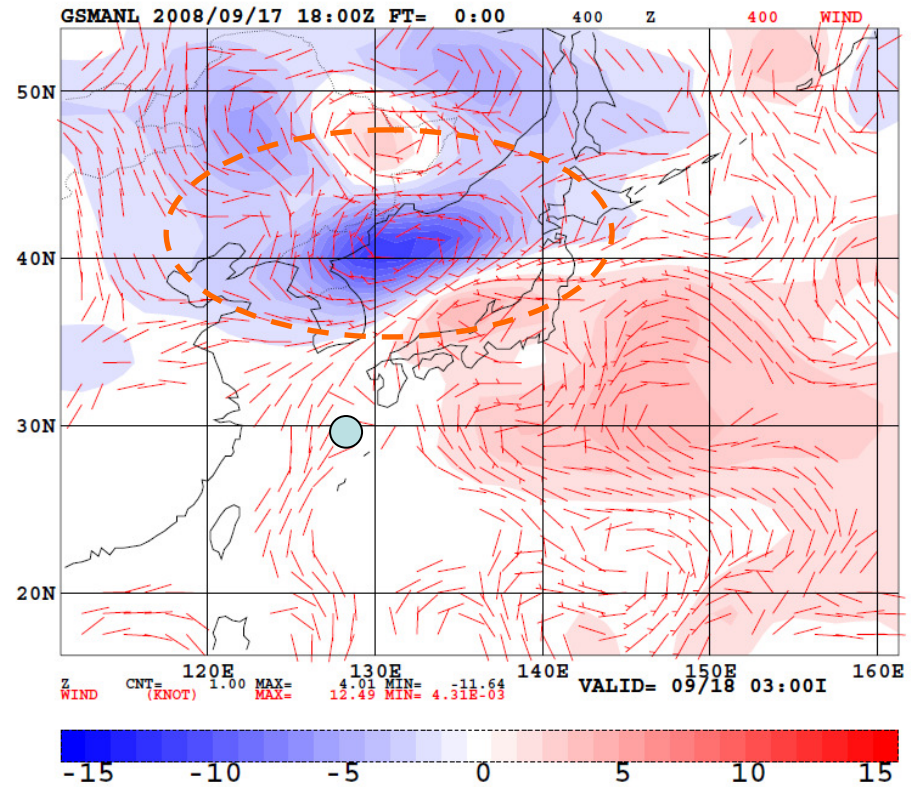 GSMANL 2008/09/17 18:00Z FT= 0:00 400 Z 400 WIND
50N
40N
30N
20N
120E 130E 140E 150E 160E
Z CNT= 1.00 MAX= 4.01 MIN= -11.64
WIND (KNOT) MAX= 12.49 MIN= 4.31E-03
VALID= 09/18 03:00I
-15 -10 -5 0 5 10 15